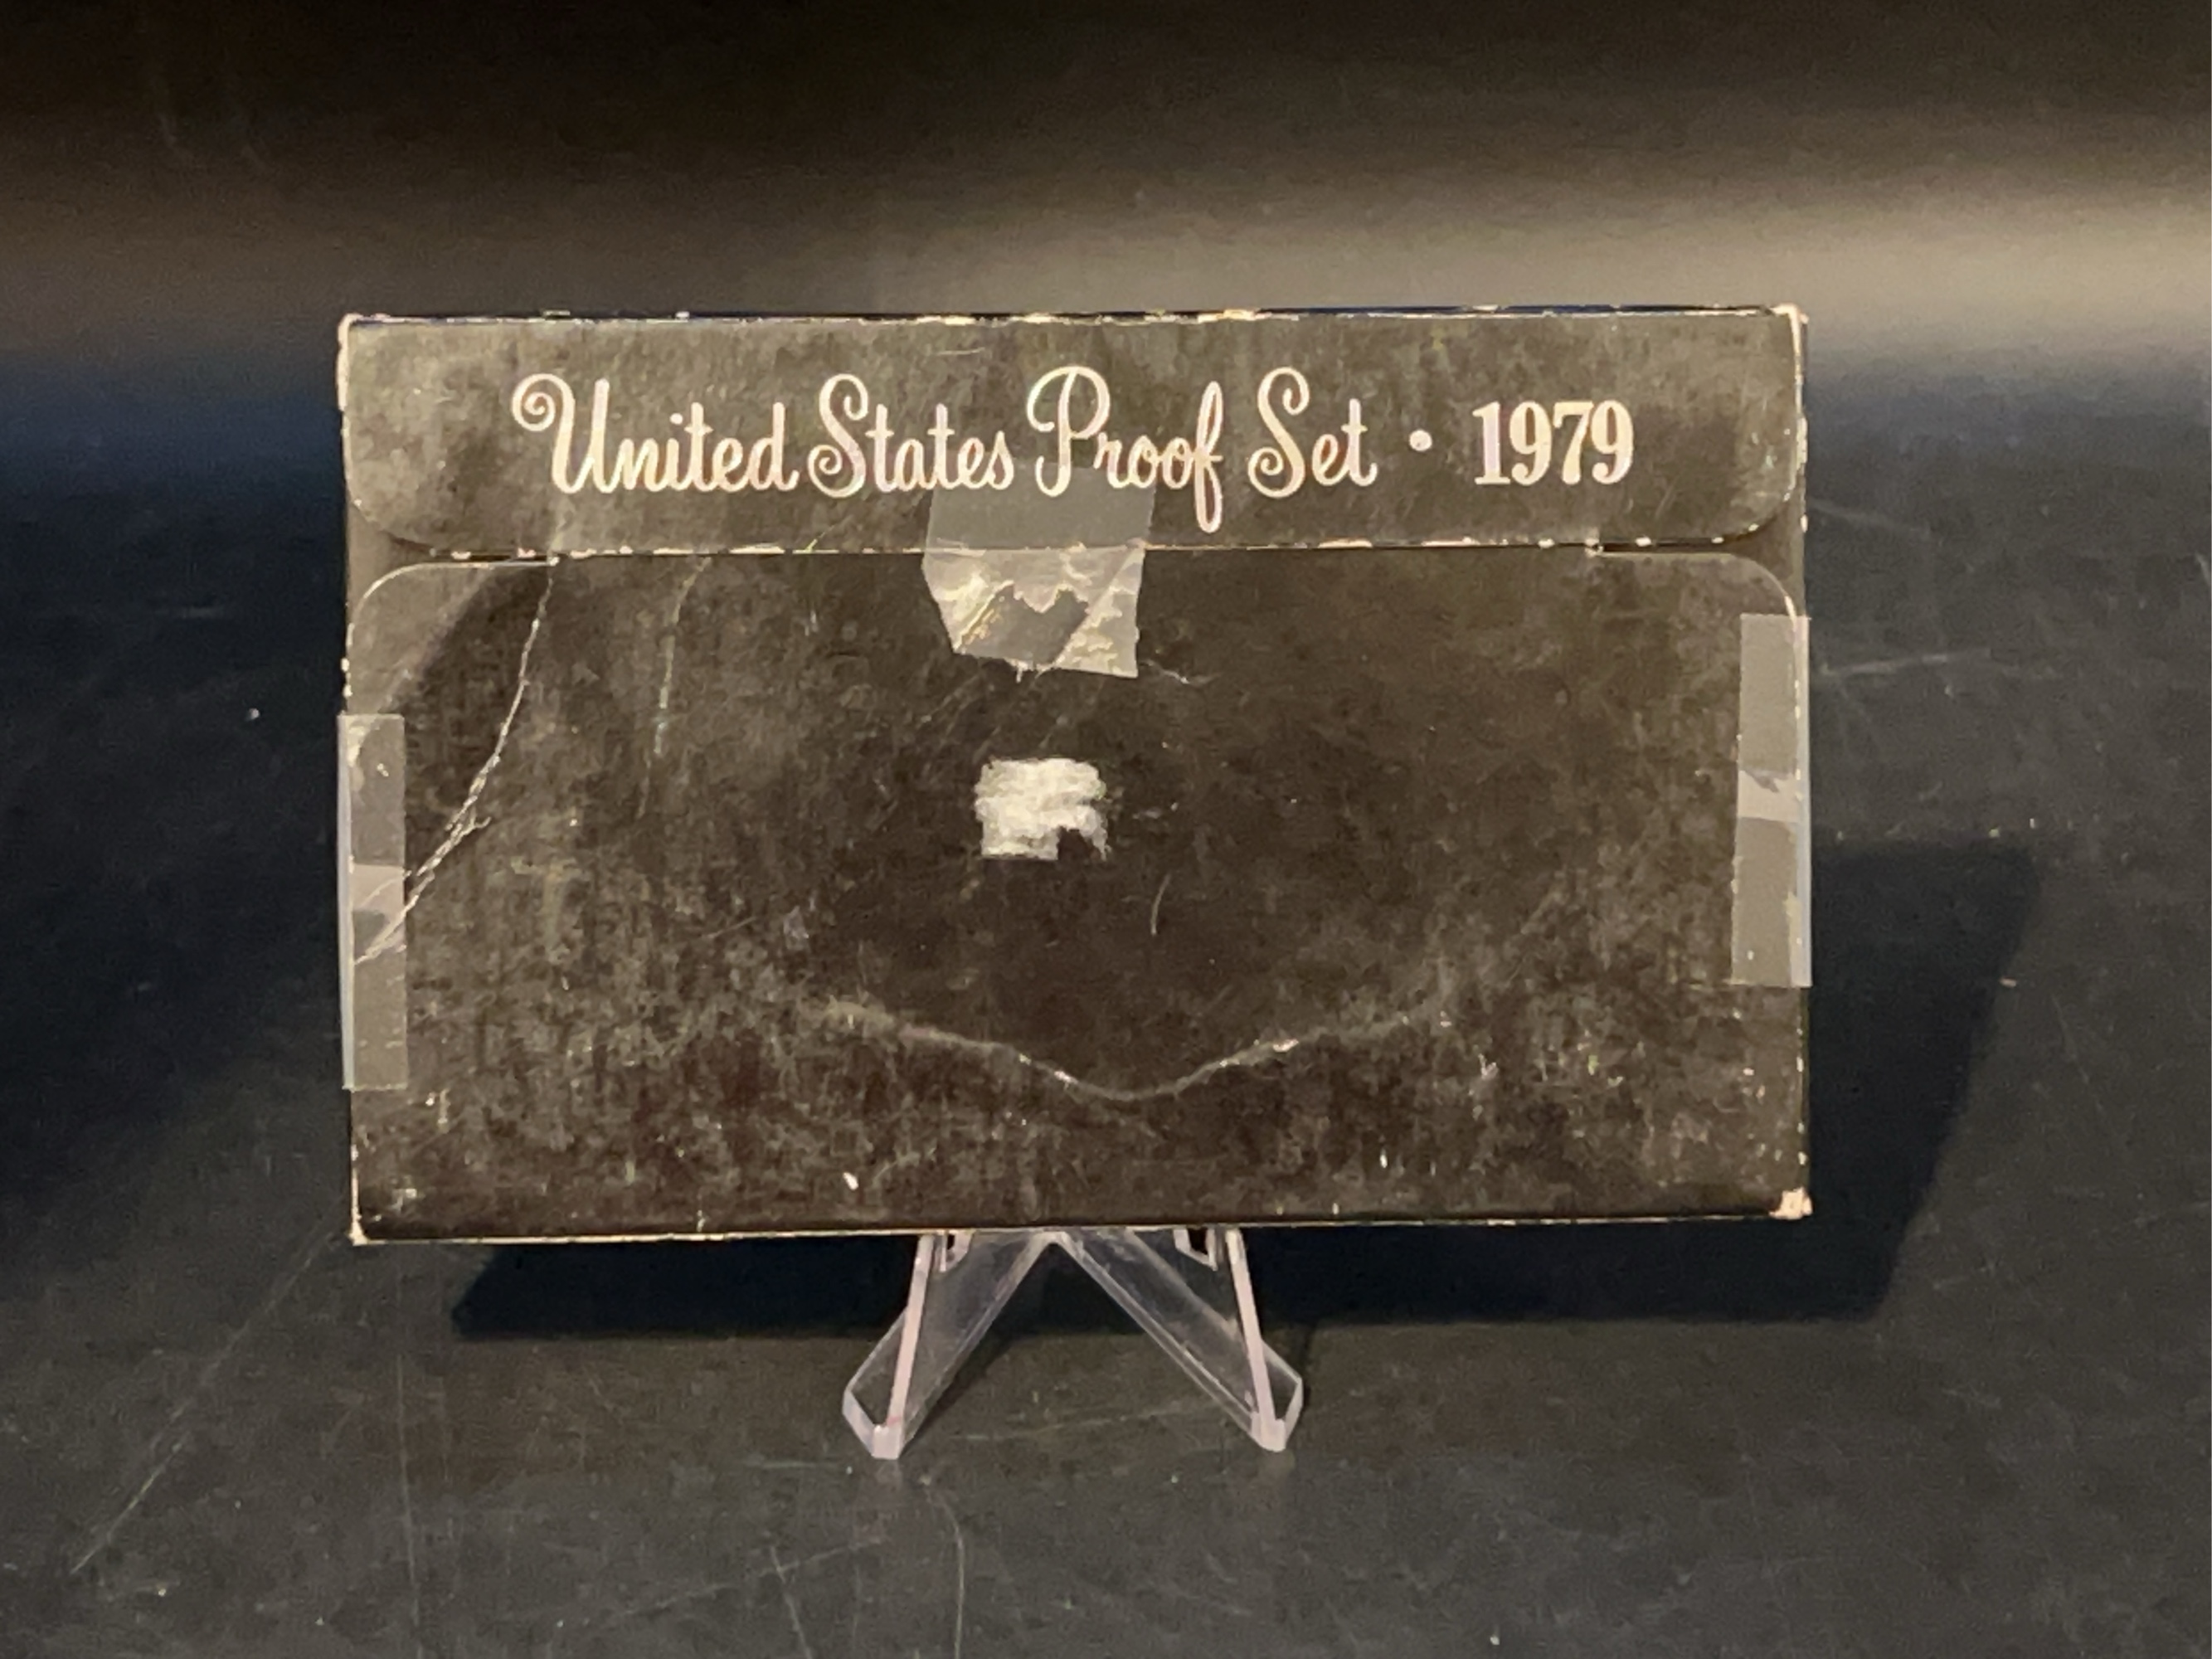 United States Proof Set • 1979